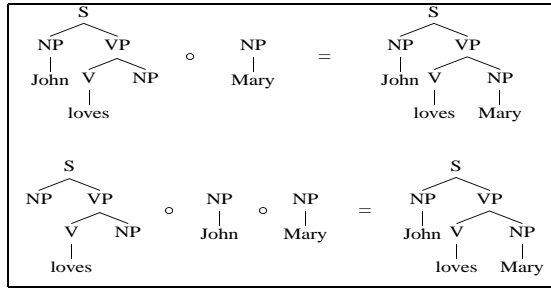 S S
NP VP ∘ NP = NP VP
John V NP Mary John V NP
loves loves Mary
S S
NP VP ∘ NP ∘ NP = NP VP
V NP John Mary John V NP
loves loves Mary